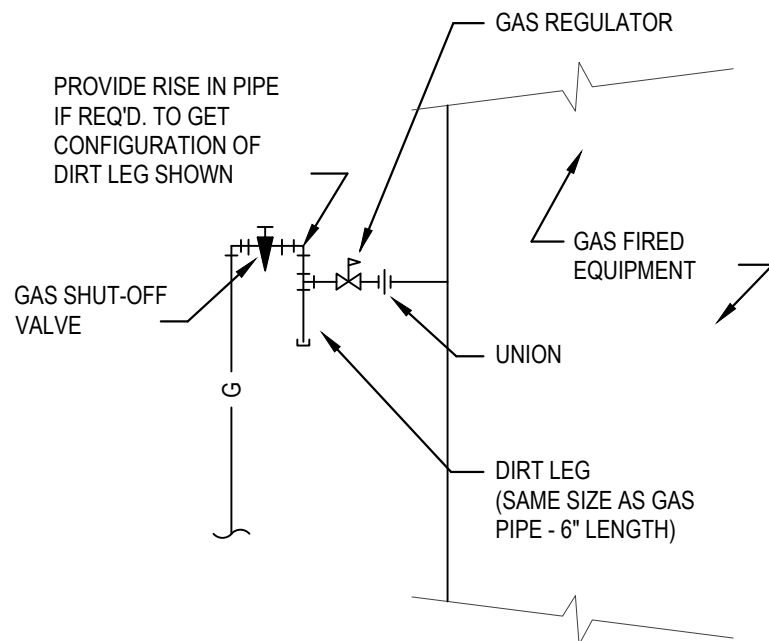 GAS REGULATOR
PROVIDE RISE IN PIPE
IF REQ'D. TO GET
CONFIGURATION OF
DIRT LEG SHOWN
GAS FIRED
EQUIPMENT
GAS SHUT-OFF
VALVE
UNION
G
DIRT LEG
(SAME SIZE AS GAS
PIPE - 6" LENGTH)